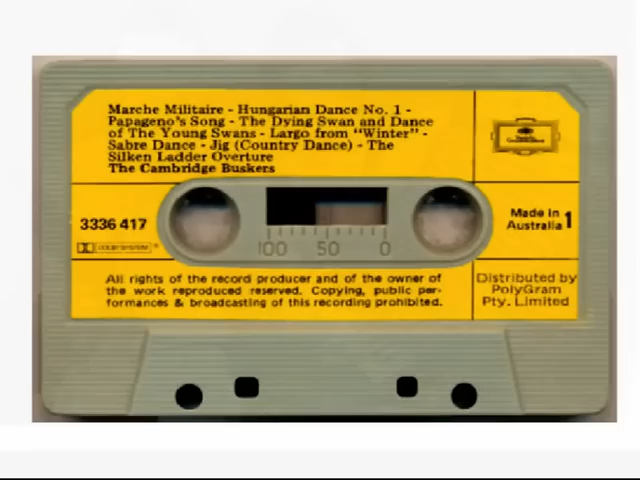 Marche Militaire - Hungarian Dance No. 1 -
Papageno's Song - The Dying Swan and Dance
of The Young Swans - Largo from "Winter" -
Sabre Dance - Jig (Country Dance) - The
Silken Ladder Overture
The Cambridge Buskers
3336 417
DOLBY SYSTEM
100 50 0
Made in
Australia 1
All rights of the record producer and of the owner of
the work reproduced reserved. Copying, public per-
formances & broadcasting of this recording prohibited.
Distributed by
PolyGram
Pty. Limited